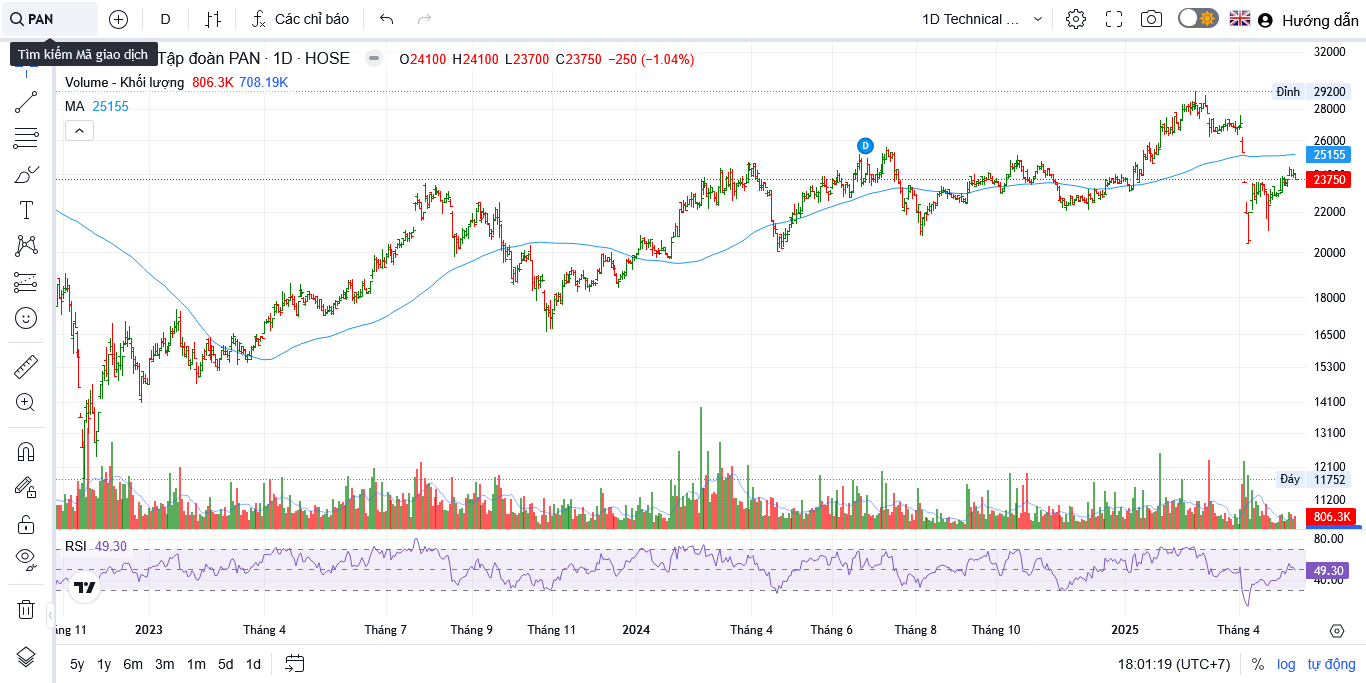 PAN
D
Các chỉ báo
1D Technical ...
Hướng dẫn
Tìm kiếm Mã giao dịch
Tập đoàn PAN · 1D · HOSE
O24100 H24100 L23700 C23750 −250 (−1.04%)
Volume - Khối lượng 806.3K 708.19K
MA 25155
D
32000
Đỉnh 29200
28000
26000
25155
23750
22000
20000
18000
16500
15300
14100
13100
12100
Đáy 11752
11200
806.3K
RSI 49.30
80.00
49.30
40.00
2023
Tháng 4
Tháng 7
Tháng 9
Tháng 11
2024
Tháng 4
Tháng 6
Tháng 8
Tháng 10
2025
Tháng 4
5y 1y 6m 3m 1m 5d 1d
18:01:19 (UTC+7) % log tự động